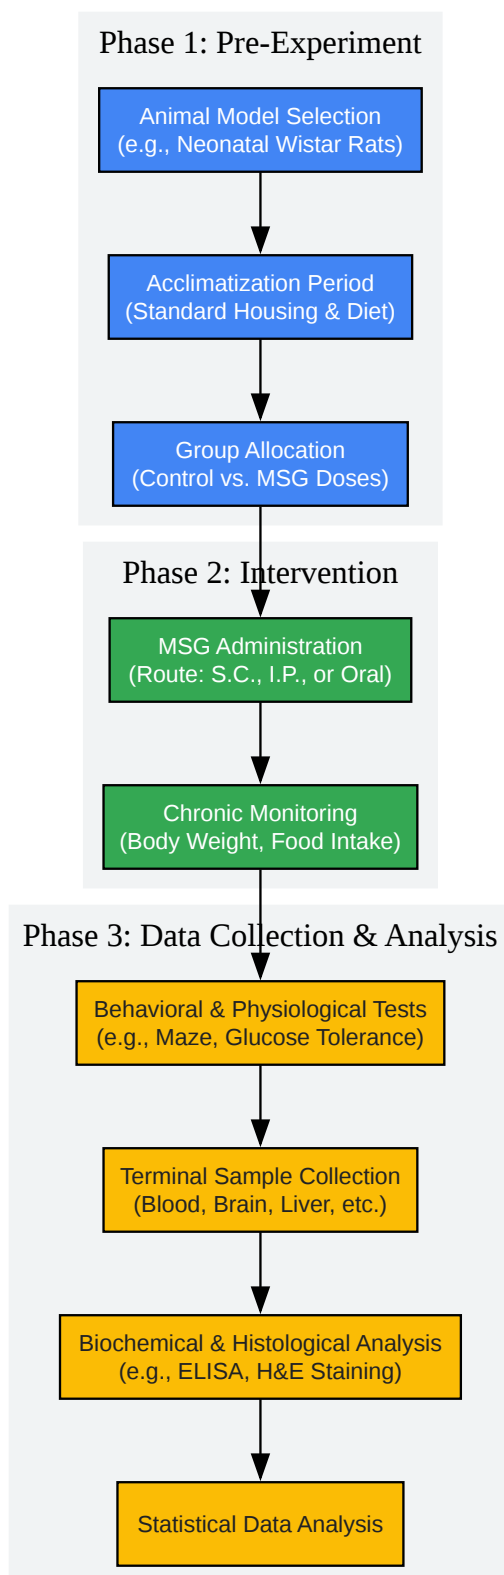 Phase 1: Pre-Experiment
Animal Model Selection
(e.g., Neonatal Wistar Rats)
Acclimatization Period
(Standard Housing & Diet)
Group Allocation
(Control vs. MSG Doses)
Phase 2: Intervention
MSG Administration
(Route: S.C., I.P., or Oral)
Chronic Monitoring
(Body Weight, Food Intake)
Phase 3: Data Collection & Analysis
Behavioral & Physiological Tests
(e.g., Maze, Glucose Tolerance)
Terminal Sample Collection
(Blood, Brain, Liver, etc.)
Biochemical & Histological Analysis
(e.g., ELISA, H&E Staining)
Statistical Data Analysis